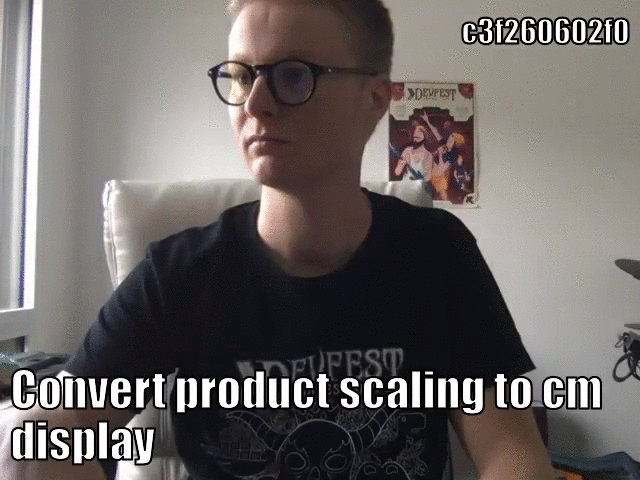 c3f260602f0
DEVFEST
DEVFEST
Convert product scaling to cm
display